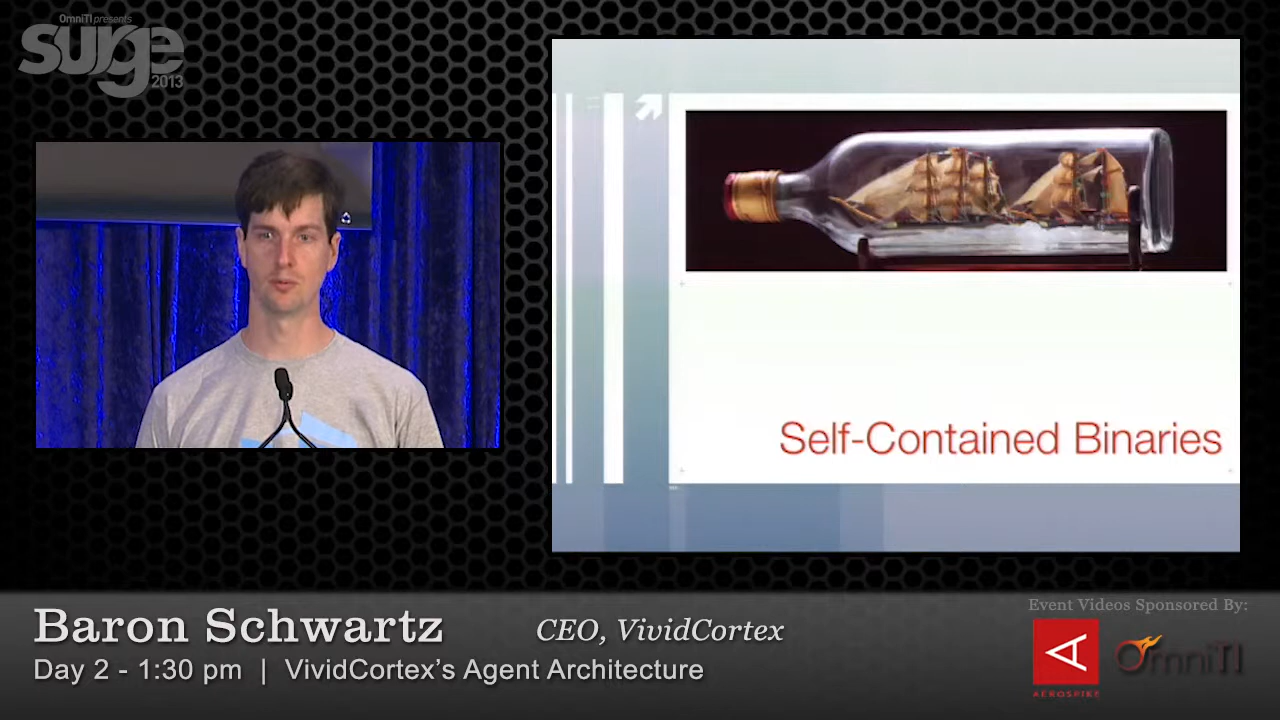 OmniTI presents
surge
2013
Self-Contained Binaries
Baron Schwartz
CEO, VividCortex
Day 2 - 1:30 pm | VividCortex's Agent Architecture
Event Videos Sponsored By:
AEROSPIKE
OmniTI